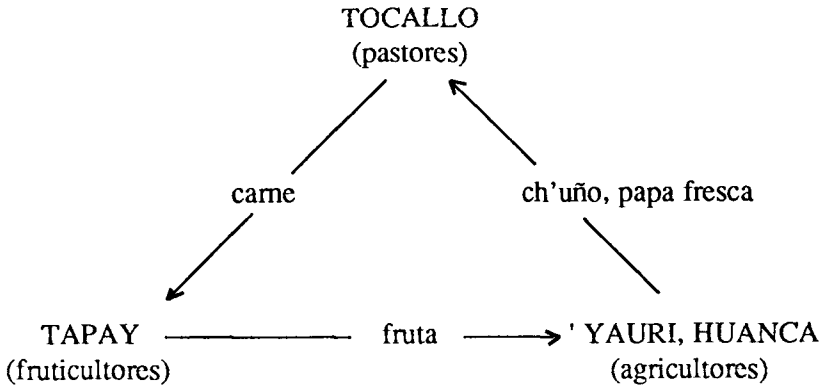 TOCALLO
(pastores)
carne
ch'uño, papa fresca
TAPAY
fruta
' YAURI, HUANCA
(fruticultores)
(agricultores)